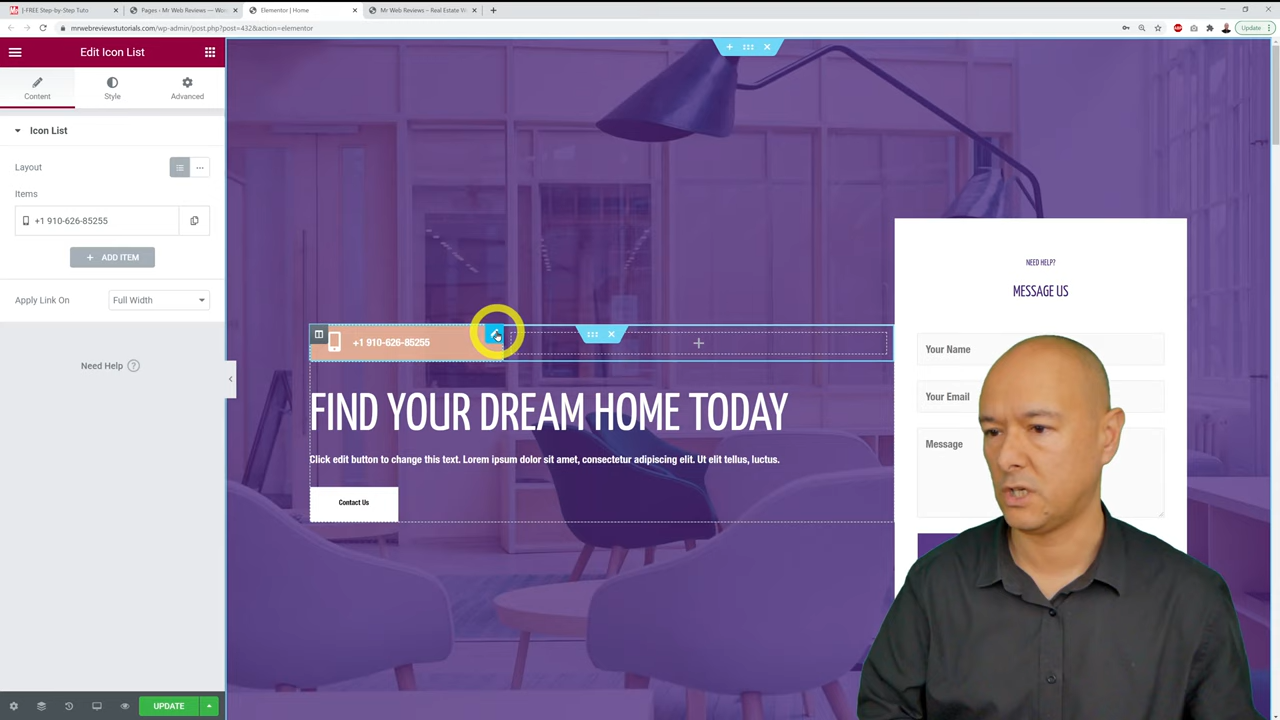 [-FREE Step-by-Step Tuto
Pages ‹ Mr Web Reviews — Wor
Elementor | Home
Mr Web Reviews – Real Estate W
mrwebreviewstutorials.com/wp-admin/post.php?post=432&action=elementor
Update
Edit Icon List
Content
Style
Advanced
Icon List
Layout
Items
+1 910-626-85255
ADD ITEM
Apply Link On
Full Width
Need Help
UPDATE
+1 910-626-85255
FIND YOUR DREAM HOME TODAY
Click edit button to change this text. Lorem ipsum dolor sit amet, consectetur adipiscing elit. Ut elit tellus, luctus.
Contact Us
NEED HELP?
MESSAGE US
Your Name
Your Email
Message